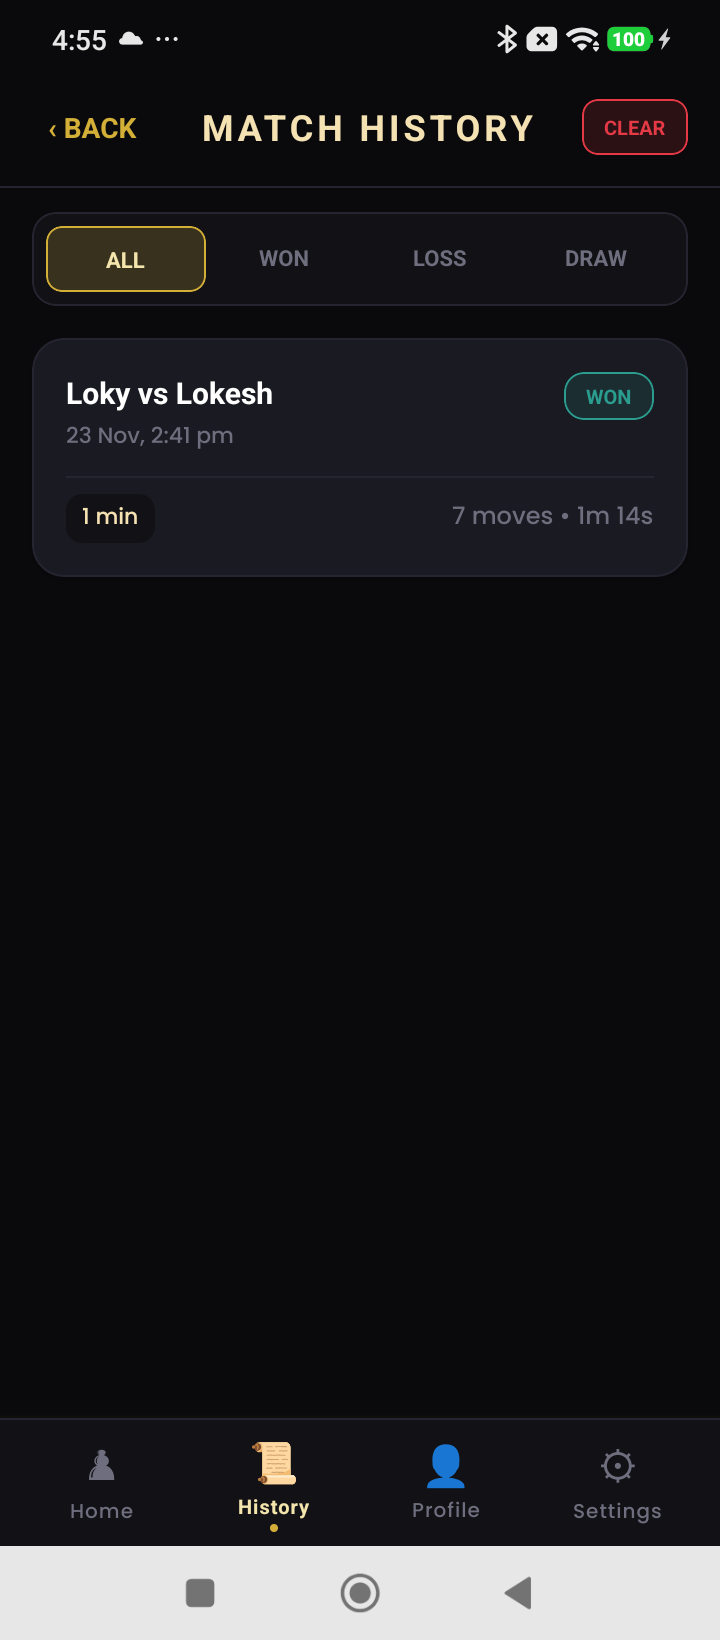 4:55
100
‹ BACK
MATCH HISTORY
CLEAR
ALL
WON
LOSS
DRAW
Loky vs Lokesh
WON
23 Nov, 2:41 pm
1 min
7 moves • 1m 14s
Home
History
Profile
Settings